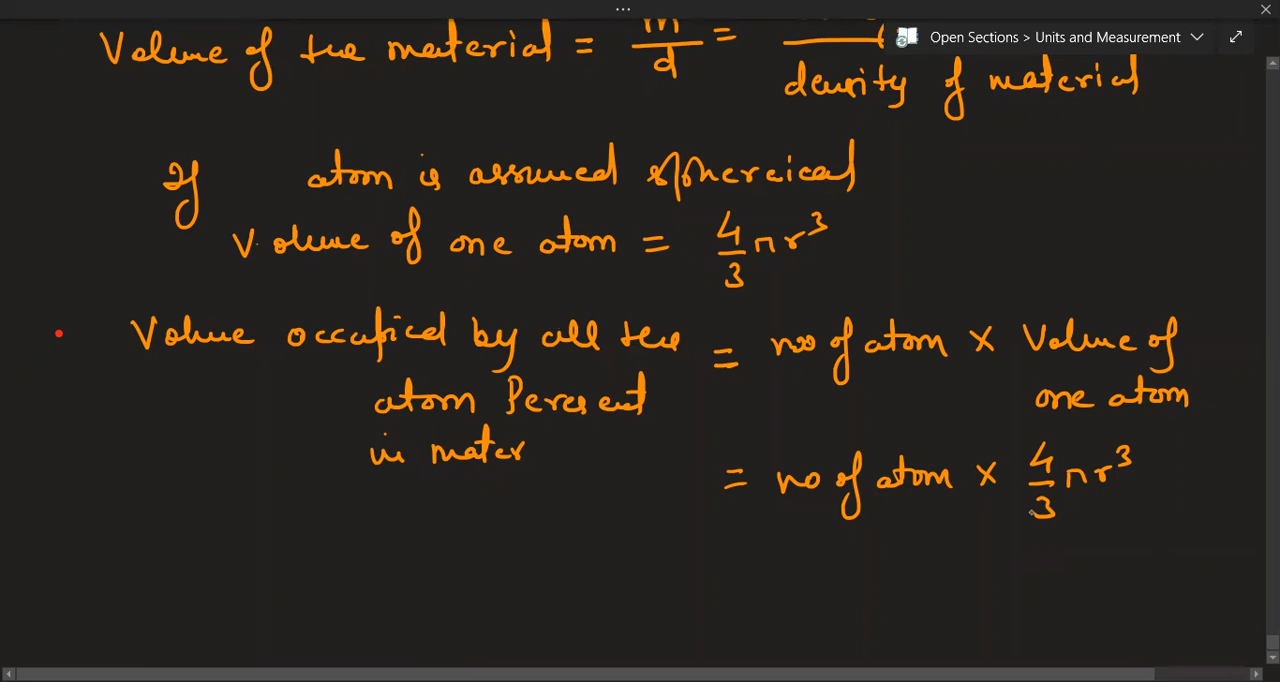 Open Sections > Units and Measurement
Volume of the material = m/d =
density of material
If atom is assumed sphereical
Volume of one atom = 4/3 πr³
Volume occupied by all the = no of atom × Volume of
atom Peresent one atom
in mater = no of atom × 4/3 πr³